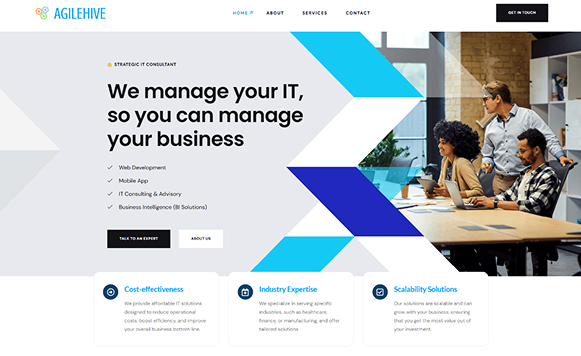 AGILEHIVE
HOME
ABOUT
SERVICES
CONTACT
GET IN TOUCH
STRATEGIC IT CONSULTANT
We manage your IT,
so you can manage
your business
Web Development
Mobile App
IT Consulting & Advisory
Business Intelligence (BI Solutions)
TALK TO AN EXPERT
ABOUT US
Cost-effectiveness
We provide affordable IT solutions
designed to reduce operational
costs, boost efficiency, and improve
your overall business bottom line.
Industry Expertise
We specialize in serving specific
industries, such as healthcare,
finance, or manufacturing, and offer
tailored solutions
Scalability Solutions
Our solutions are scalable and can
grow with your business, ensuring
you get the most value out of
your investment.